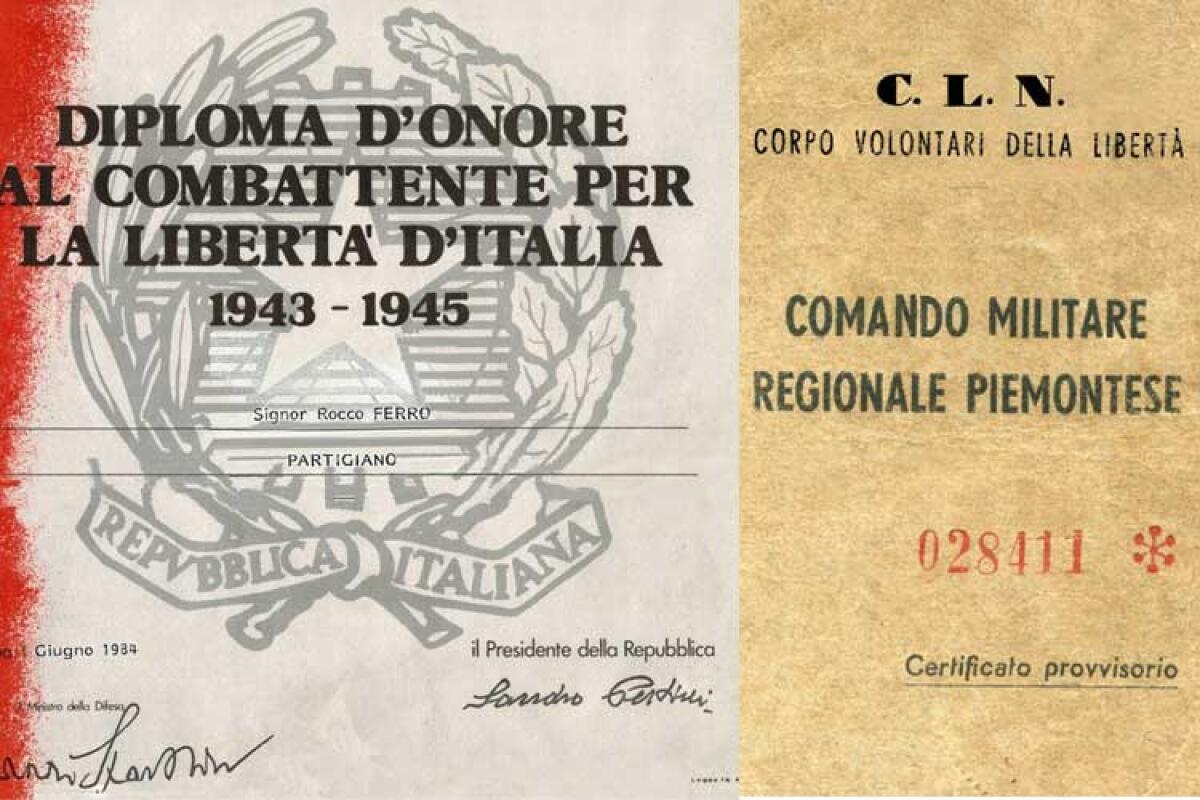 DIPLOMA D'ONORE
AL COMBATTENTE PER
LA LIBERTA' D'ITALIA
1943 - 1945
Signor Rocco FERRO
PARTIGIANO
REPVBBLICA ITALIANA
Giugno 1984
il Presidente della Repubblica
Sandro Pertini
Ministro della Difesa
C. L. N.
CORPO VOLONTARI DELLA LIBERTÀ
COMANDO MILITARE
REGIONALE PIEMONTESE
028411 *
Certificato provvisorio